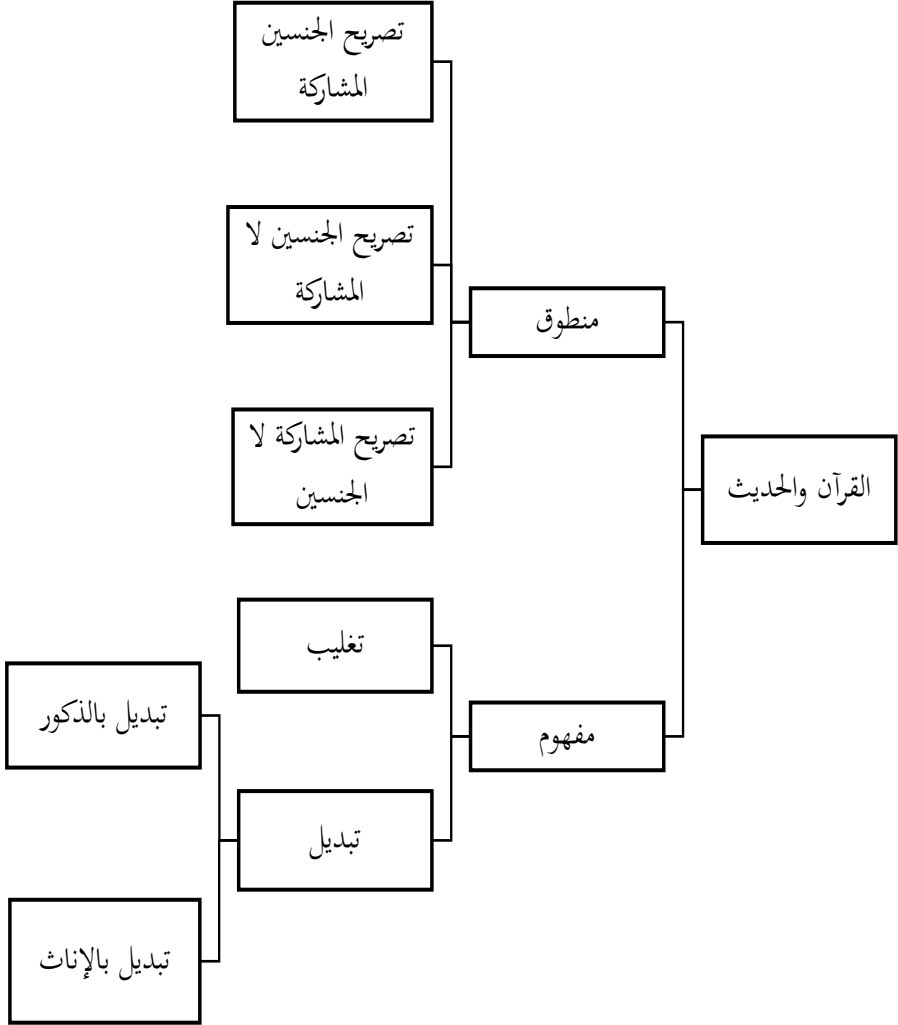 القرآن والحديث
منطوق
تصريح الجنسين
المشاركة
تصريح الجنسين لا
المشاركة
تصريح المشاركة لا
الجنسين
مفهوم
تغليب
تبديل
تبديل بالذكور
تبديل بالإناث